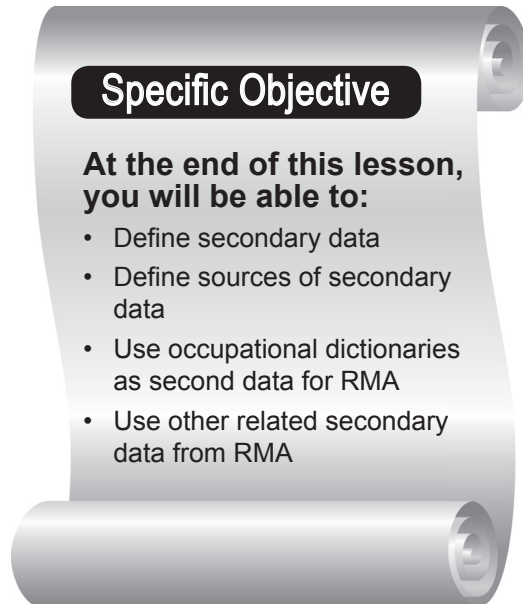 Specific Objective
At the end of this lesson,
you will be able to:
• Define secondary data
• Define sources of secondary
data
• Use occupational dictionaries
as second data for RMA
• Use other related secondary
data from RMA